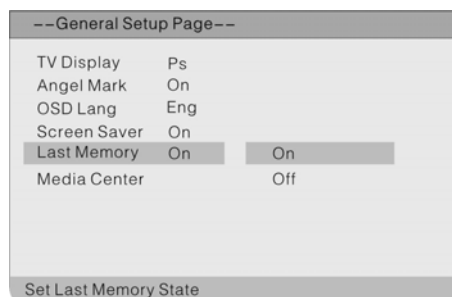 --General Setup Page--
TV Display Ps
Angel Mark On
OSD Lang Eng
Screen Saver On
Last Memory On On
Media Center Off
Set Last Memory State